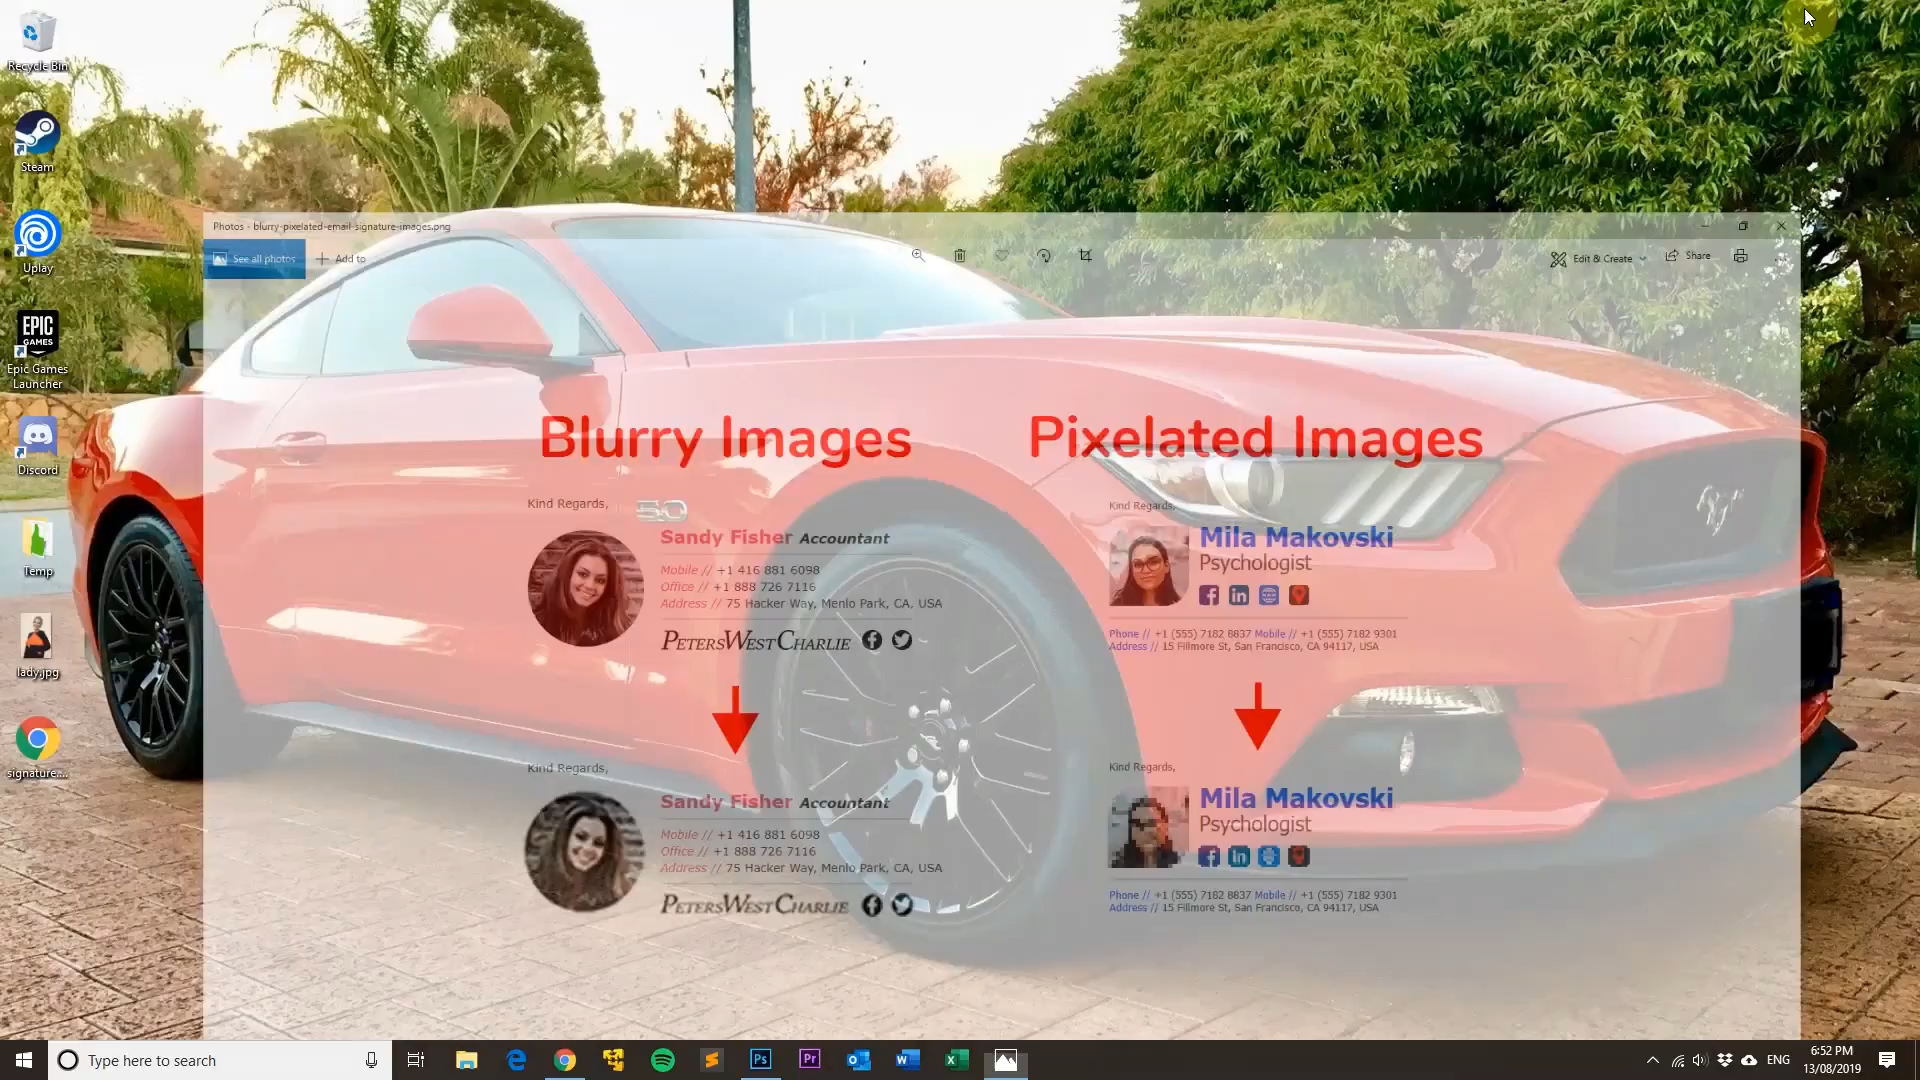 Recycle Bin
Steam
Uplay
EPIC
GAMES
Epic Games
Launcher
Discord
Temp
lady.jpg
signature....
Photos - blurry-pixelated-email-signature-images.png
See all photos
Add to
Edit & Create
Share
Blurry Images
Kind Regards,
5.0
Sandy Fisher Accountant
Mobile // +1 416 881 6098
Office // +1 888 726 7116
Address // 75 Hacker Way, Menlo Park, CA, USA
PETERSWESTCHARLIE
Kind Regards,
Sandy Fisher Accountant
Mobile // +1 416 881 6098
Office // +1 888 726 7116
Address // 75 Hacker Way, Menlo Park, CA, USA
PETERSWESTCHARLIE
Pixelated Images
Kind Regards,
Mila Makovski
Psychologist
Phone // +1 (555) 7182 8837 Mobile // +1 (555) 7182 9301
Address // 15 Fillmore St, San Francisco, CA 94117, USA
Kind Regards,
Mila Makovski
Psychologist
Phone // +1 (555) 7182 8837 Mobile // +1 (555) 7182 9301
Address // 15 Fillmore St, San Francisco, CA 94117, USA
Type here to search
Ps
Pr
ENG
6:52 PM
13/08/2019